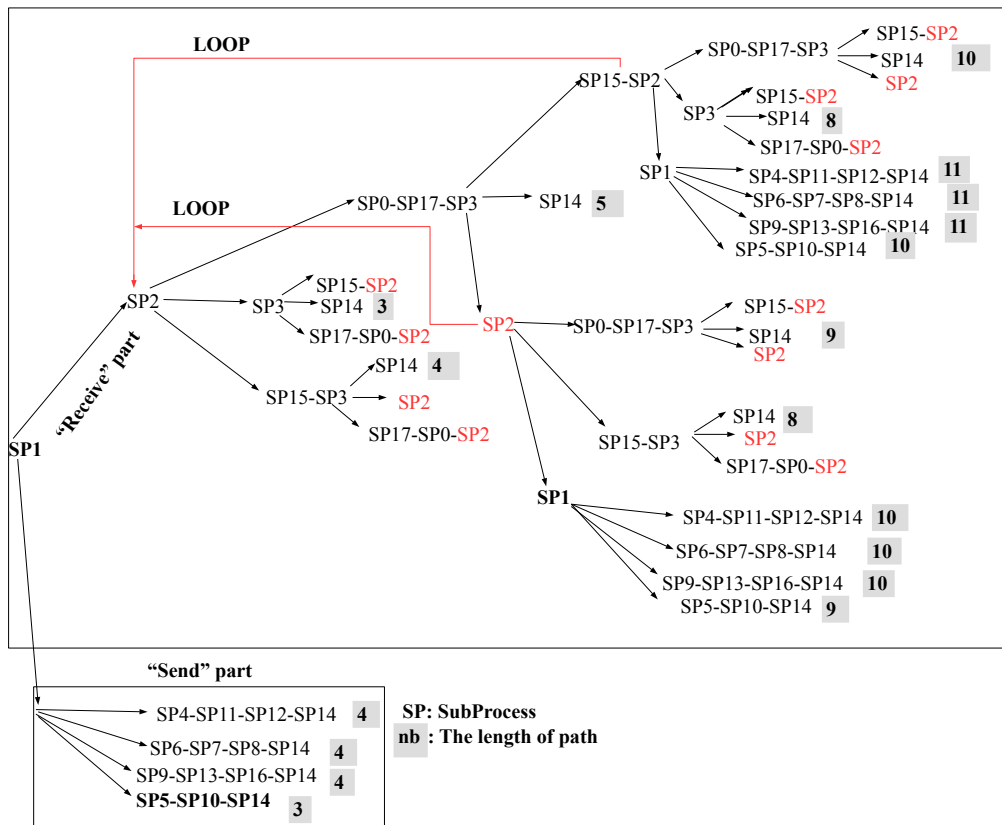 LOOP
SP15-SP2
SP0-SP17-SP3
SP15-SP2
SP14 10
SP2
SP3
SP15-SP2
SP14 8
SP17-SP0-SP2
SP1
SP4-SP11-SP12-SP14 11
SP6-SP7-SP8-SP14 11
SP9-SP13-SP16-SP14 11
SP5-SP10-SP14 10
LOOP
SP0-SP17-SP3
SP14 5
SP2
SP3
SP15-SP2
SP14 3
SP17-SP0-SP2
SP15-SP3
SP14 4
SP2
SP17-SP0-SP2
SP2
SP0-SP17-SP3
SP15-SP2
SP14 9
SP2
SP15-SP3
SP14 8
SP2
SP17-SP0-SP2
SP1
SP4-SP11-SP12-SP14 10
SP6-SP7-SP8-SP14 10
SP9-SP13-SP16-SP14 10
SP5-SP10-SP14 9
“Receive” part
SP1
“Send” part
SP4-SP11-SP12-SP14 4
SP6-SP7-SP8-SP14 4
SP9-SP13-SP16-SP14 4
SP5-SP10-SP14 3
SP: SubProcess
nb : The length of path